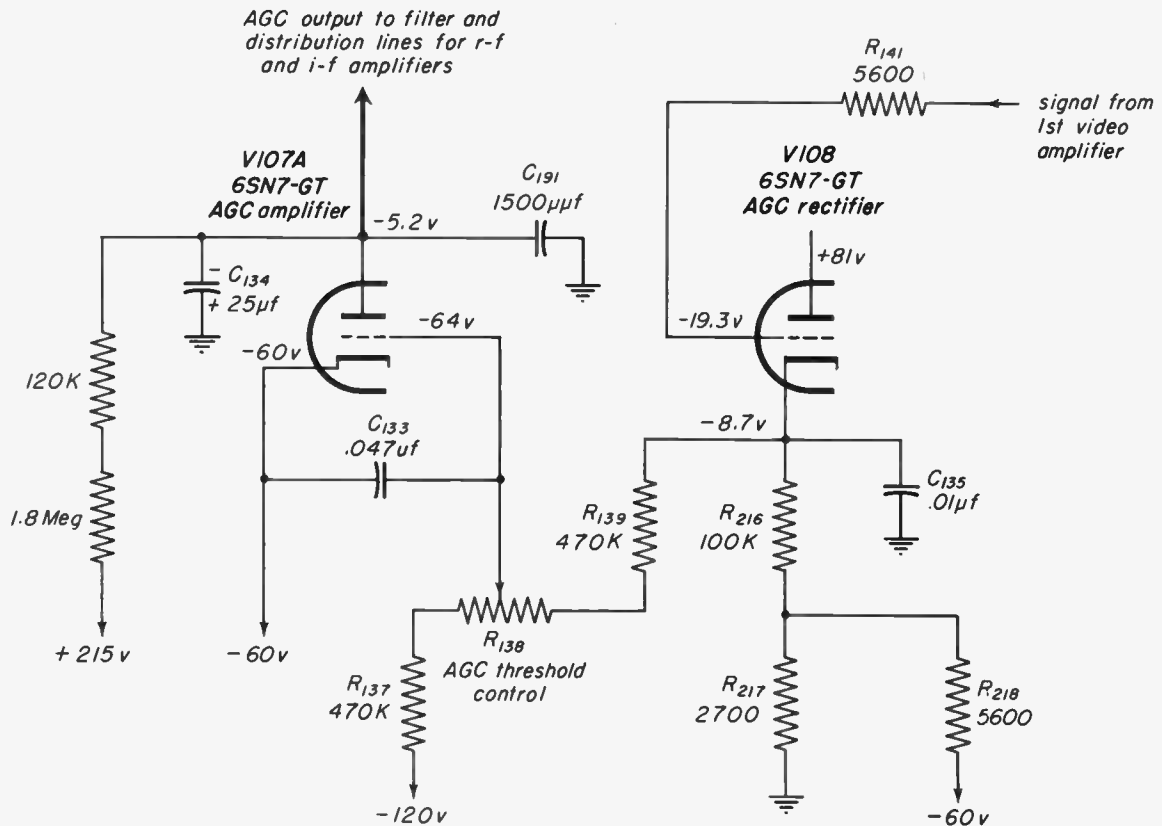 AGC output to filter and
distribution lines for r-f
and i-f amplifiers
R141
5600
signal from
1st video
amplifier
V107A
6SN7-GT
AGC amplifier
C191
1500μμf
V108
6SN7-GT
AGC rectifier
-5.2v
+81v
- C134
+ 25μf
-64v
-19.3v
-60v
120K
C133
.047uf
-8.7v
1.8 Meg
R139
470K
R216
100K
C135
.01μf
+215v
-60v
R138
AGC threshold
control
R137
470K
R217
2700
R218
5600
-120v
-60v